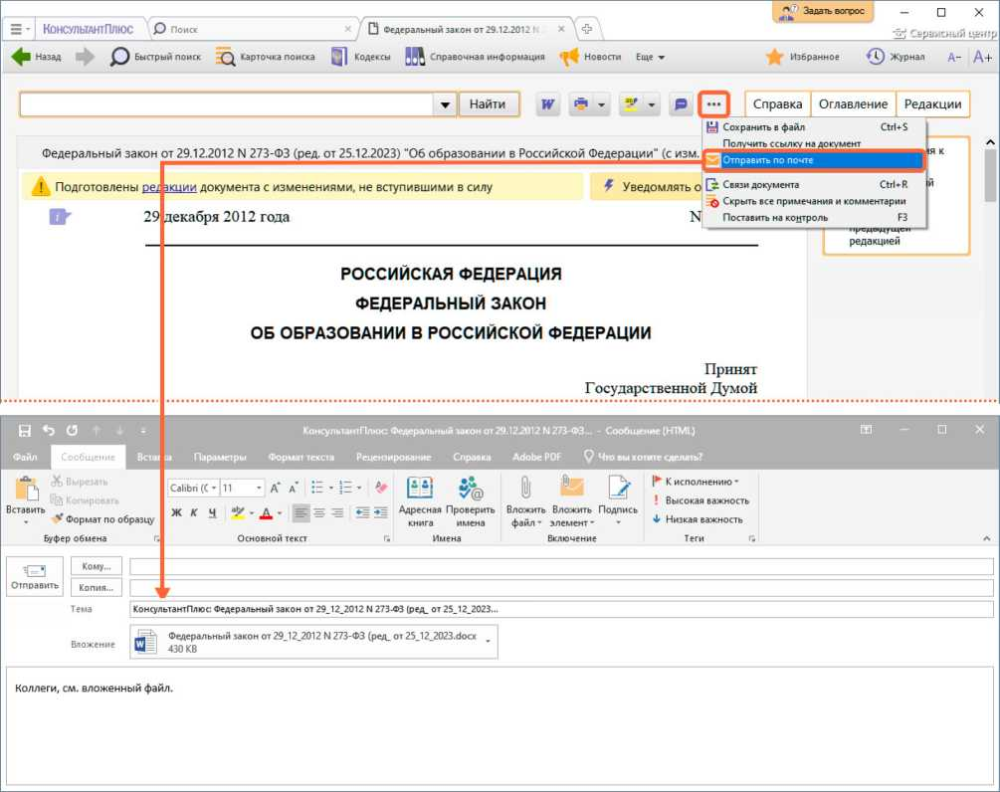 Задать вопрос
КонсультантПлюс
Поиск
Федеральный закон от 29.12.2012 N
Сервисный центр
Назад
Быстрый поиск
Карточка поиска
Кодексы
Справочная информация
Новости
Еще
Избранное
Журнал
А−
А+
Найти
W
...
Справка
Оглавление
Редакции
Сохранить в файл Ctrl+S
Получить ссылку на документ
Отправить по почте
Связи документа Ctrl+R
Скрыть все примечания и комментарии
Поставить на контроль F3
Федеральный закон от 29.12.2012 N 273-ФЗ (ред. от 25.12.2023) "Об образовании в Российской Федерации" (с изм.
Подготовлены редакции документа с изменениями, не вступившими в силу
Уведомлять о
предыдущей
редакцией
i
29 декабря 2012 года
N
РОССИЙСКАЯ ФЕДЕРАЦИЯ
ФЕДЕРАЛЬНЫЙ ЗАКОН
ОБ ОБРАЗОВАНИИ В РОССИЙСКОЙ ФЕДЕРАЦИИ
Принят
Государственной Думой
КонсультантПлюс: Федеральный закон от 29.12.2012 N 273-ФЗ... - Сообщение (HTML)
Файл
Сообщение
Вставка
Параметры
Формат текста
Рецензирование
Справка
Adobe PDF
Что вы хотите сделать?
Вставить
Вырезать
Копировать
Формат по образцу
Буфер обмена
Calibri (С
11
Ж К Ч
Основной текст
Адресная книга
Проверить имена
Имена
Вложить файл
Вложить элемент
Подпись
Включение
К исполнению
Высокая важность
Низкая важность
Теги
Отправить
Кому...
Копия...
Тема
КонсультантПлюс: Федеральный закон от 29_12_2012 N 273-ФЗ (ред_ от 25_12_2023...
Вложение
Федеральный закон от 29_12_2012 N 273-ФЗ (ред_ от 25_12_2023.docx
430 KB
Коллеги, см. вложенный файл.